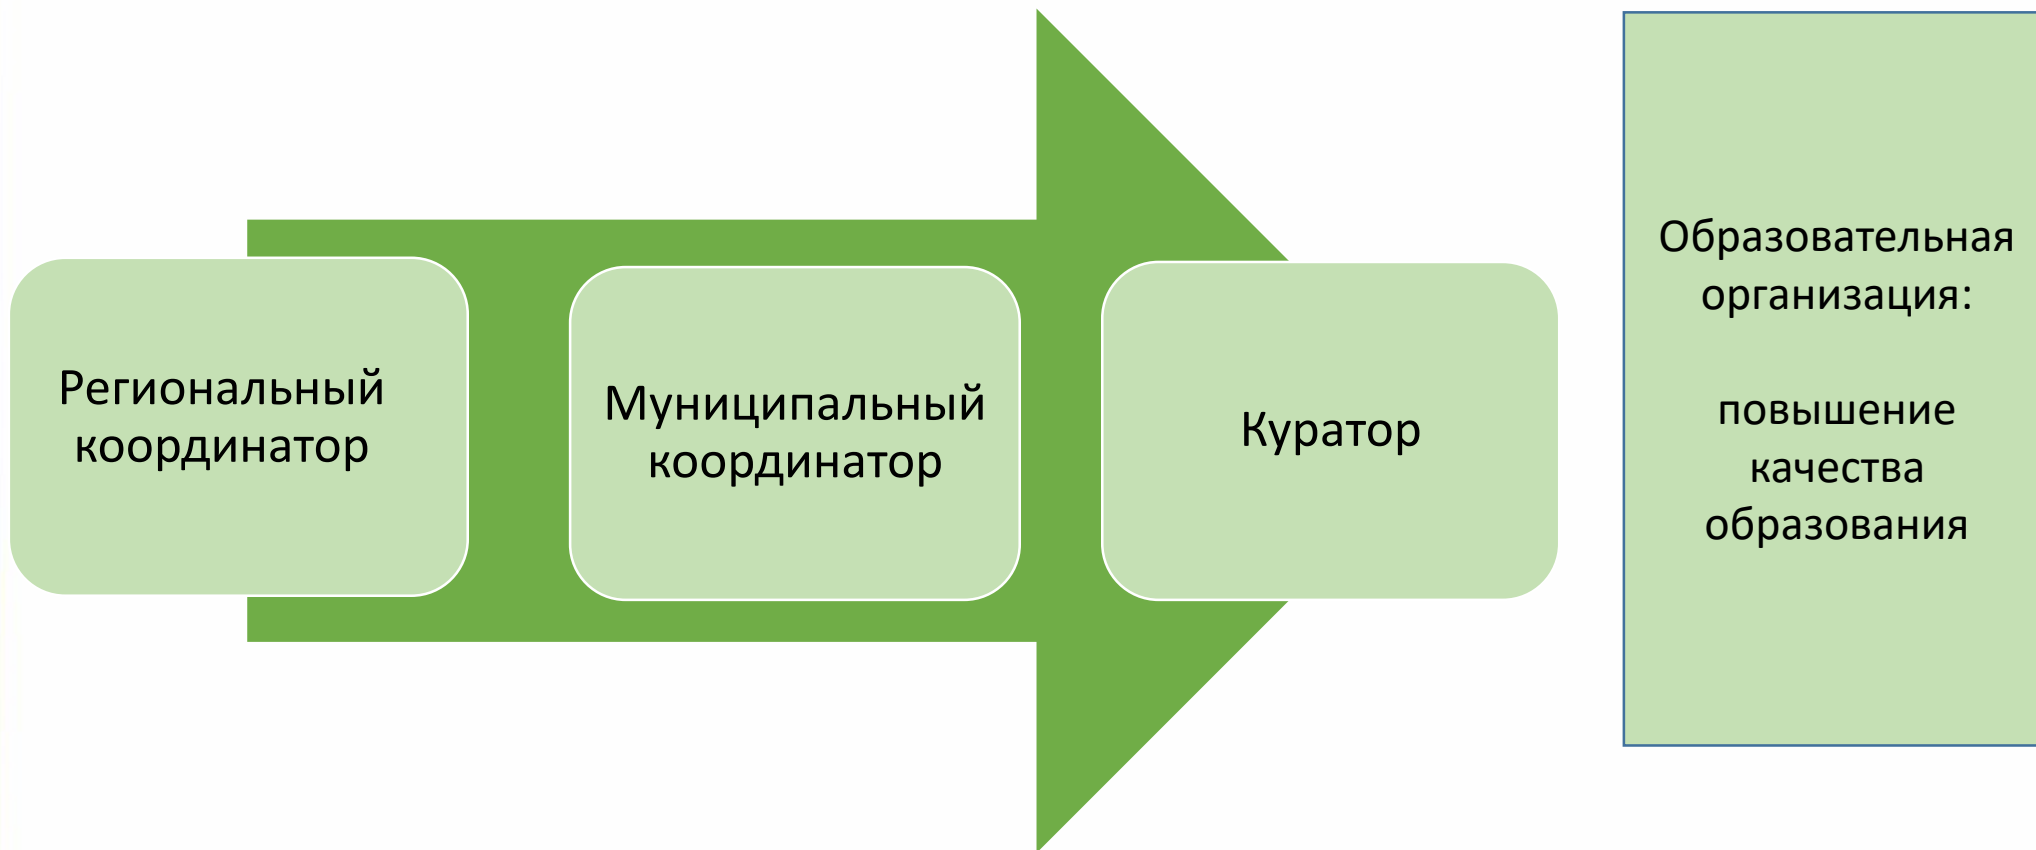 Региональный
координатор
Муниципальный
координатор
Куратор
Образовательная
организация:
повышение
качества
образования